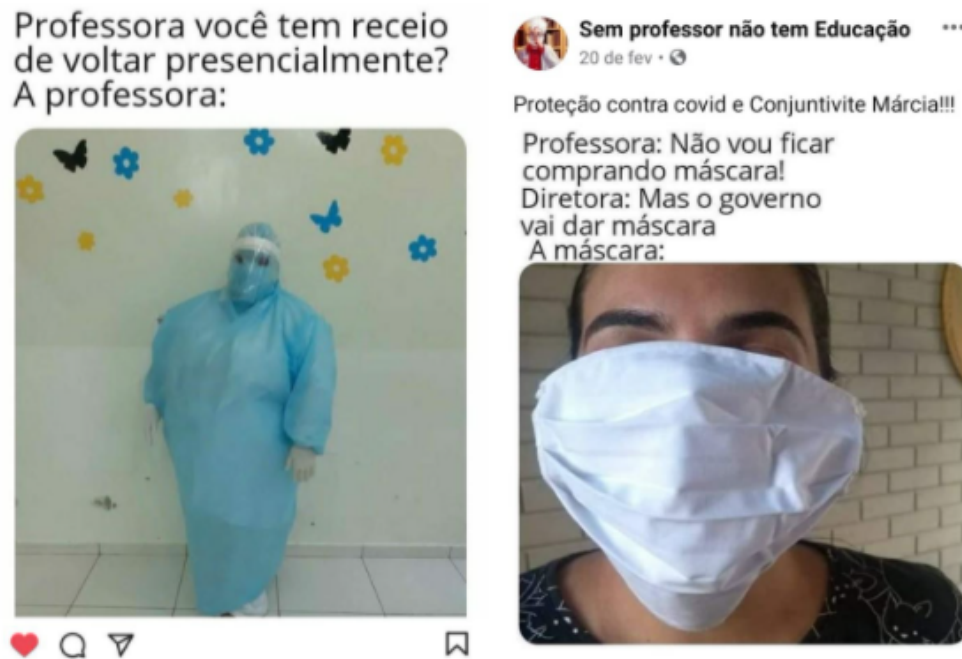 Professora você tem receio
de voltar presencialmente?
A professora:
Sem professor não tem Educação
20 de fev
Proteção contra covid e Conjuntivite Márcia!!!
Professora: Não vou ficar
comprando máscara!
Diretora: Mas o governo
vai dar máscara
A máscara: